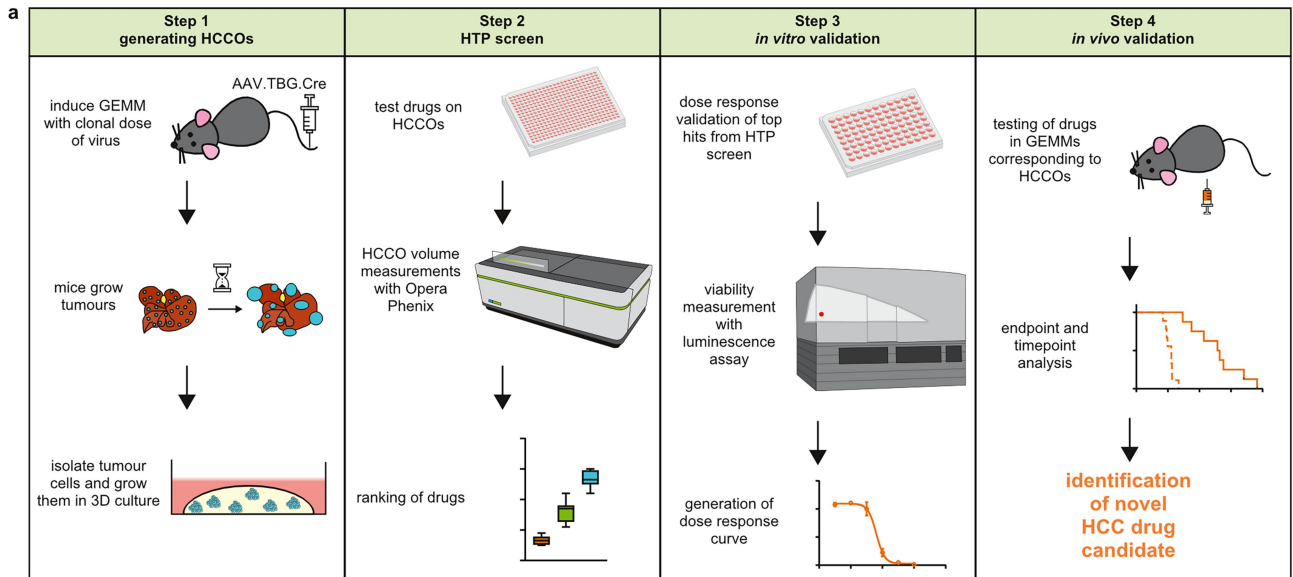 a
Step 1
generating HCCOs
Step 2
HTP screen
Step 3
in vitro validation
Step 4
in vivo validation
induce GEMM
with clonal dose
of virus
AAV.TBG.Cre
mice grow
tumours
isolate tumour
cells and grow
them in 3D culture
test drugs on
HCCOs
HCCO volume
measurements
with Opera
Phenix
ranking of drugs
dose response
validation of top
hits from HTP
screen
viability
measurement
with
luminescence
assay
generation of
dose response
curve
testing of drugs
in GEMMs
corresponding to
HCCOs
endpoint and
timepoint
analysis
identification
of novel
HCC drug
candidate